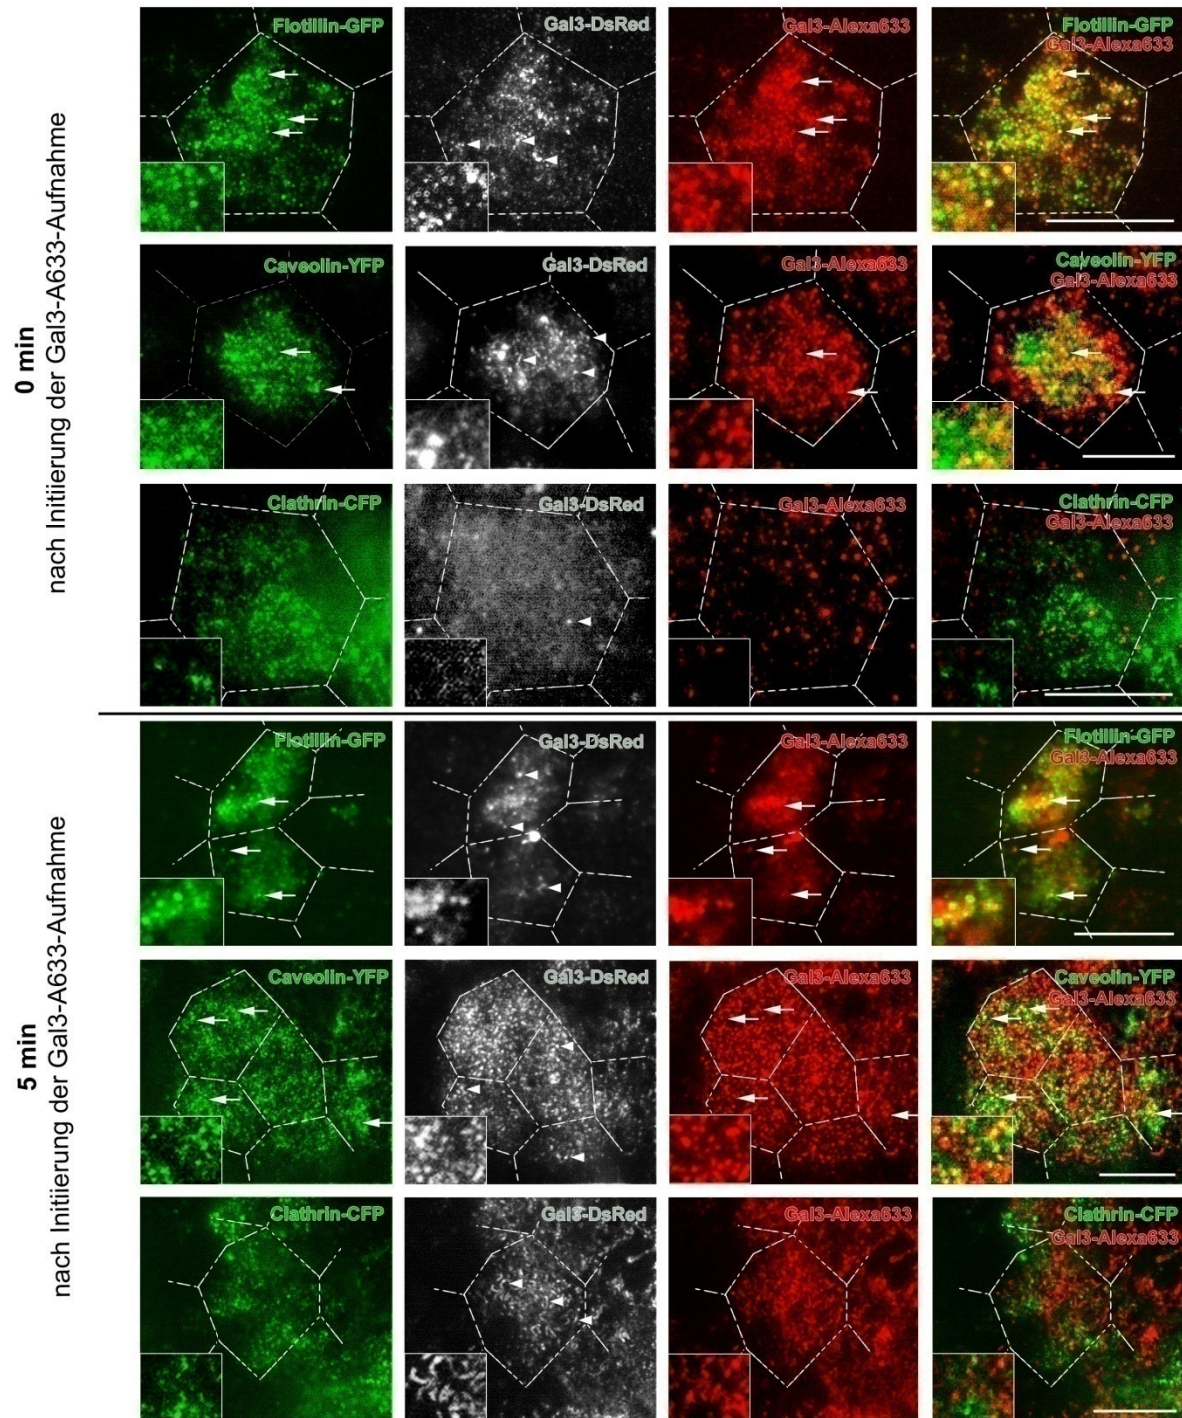 0 min
nach Initiierung der Gal3-A633-Aufnahme
Flotillin-GFP
Gal3-DsRed
Gal3-Alexa633
Flotillin-GFP
Gal3-Alexa633
Caveolin-YFP
Gal3-DsRed
Gal3-Alexa633
Caveolin-YFP
Gal3-Alexa633
Clathrin-CFP
Gal3-DsRed
Gal3-Alexa633
Clathrin-CFP
Gal3-Alexa633
5 min
nach Initiierung der Gal3-A633-Aufnahme
Flotillin-GFP
Gal3-DsRed
Gal3-Alexa633
Flotillin-GFP
Gal3-Alexa633
Caveolin-YFP
Gal3-DsRed
Gal3-Alexa633
Caveolin-YFP
Gal3-Alexa633
Clathrin-CFP
Gal3-DsRed
Gal3-Alexa633
Clathrin-CFP
Gal3-Alexa633